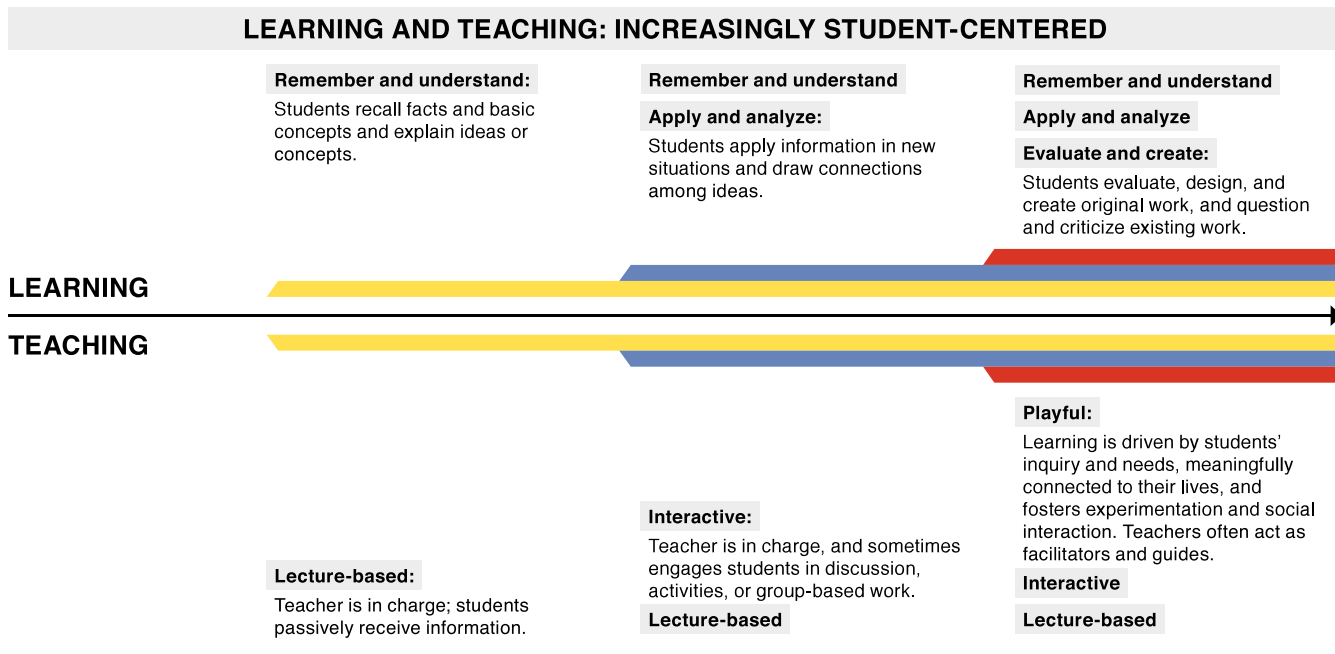 LEARNING AND TEACHING: INCREASINGLY STUDENT-CENTERED
Remember and understand:
Students recall facts and basic
concepts and explain ideas or
concepts.
Remember and understand
Apply and analyze:
Students apply information in new
situations and draw connections
among ideas.
Remember and understand
Apply and analyze
Evaluate and create:
Students evaluate, design, and
create original work, and question
and criticize existing work.
LEARNING
TEACHING
Lecture-based:
Teacher is in charge; students
passively receive information.
Interactive:
Teacher is in charge, and sometimes
engages students in discussion,
activities, or group-based work.
Lecture-based
Playful:
Learning is driven by students’
inquiry and needs, meaningfully
connected to their lives, and
fosters experimentation and social
interaction. Teachers often act as
facilitators and guides.
Interactive
Lecture-based